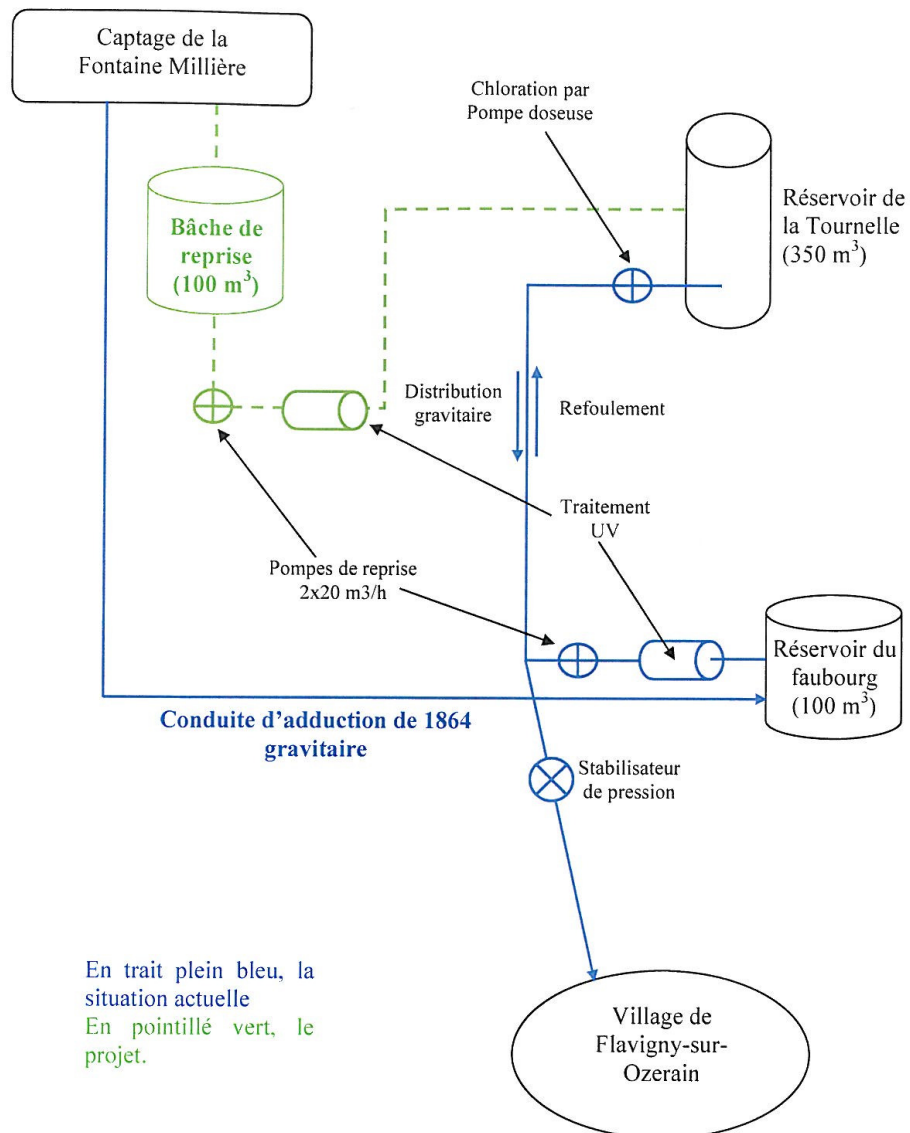 Captage de la
Fontaine Millière
Chloration par
Pompe doseuse
Réservoir de
la Tournelle
(350 m³)
Bâche de
reprise
(100 m³)
Distribution
gravitaire
Refoulement
Traitement
UV
Pompes de reprise
2x20 m3/h
Réservoir du
faubourg
(100 m³)
Conduite d'adduction de 1864
gravitaire
Stabilisateur
de pression
En trait plein bleu, la
situation actuelle
En pointillé vert, le
projet.
Village de
Flavigny-sur-
Ozerain